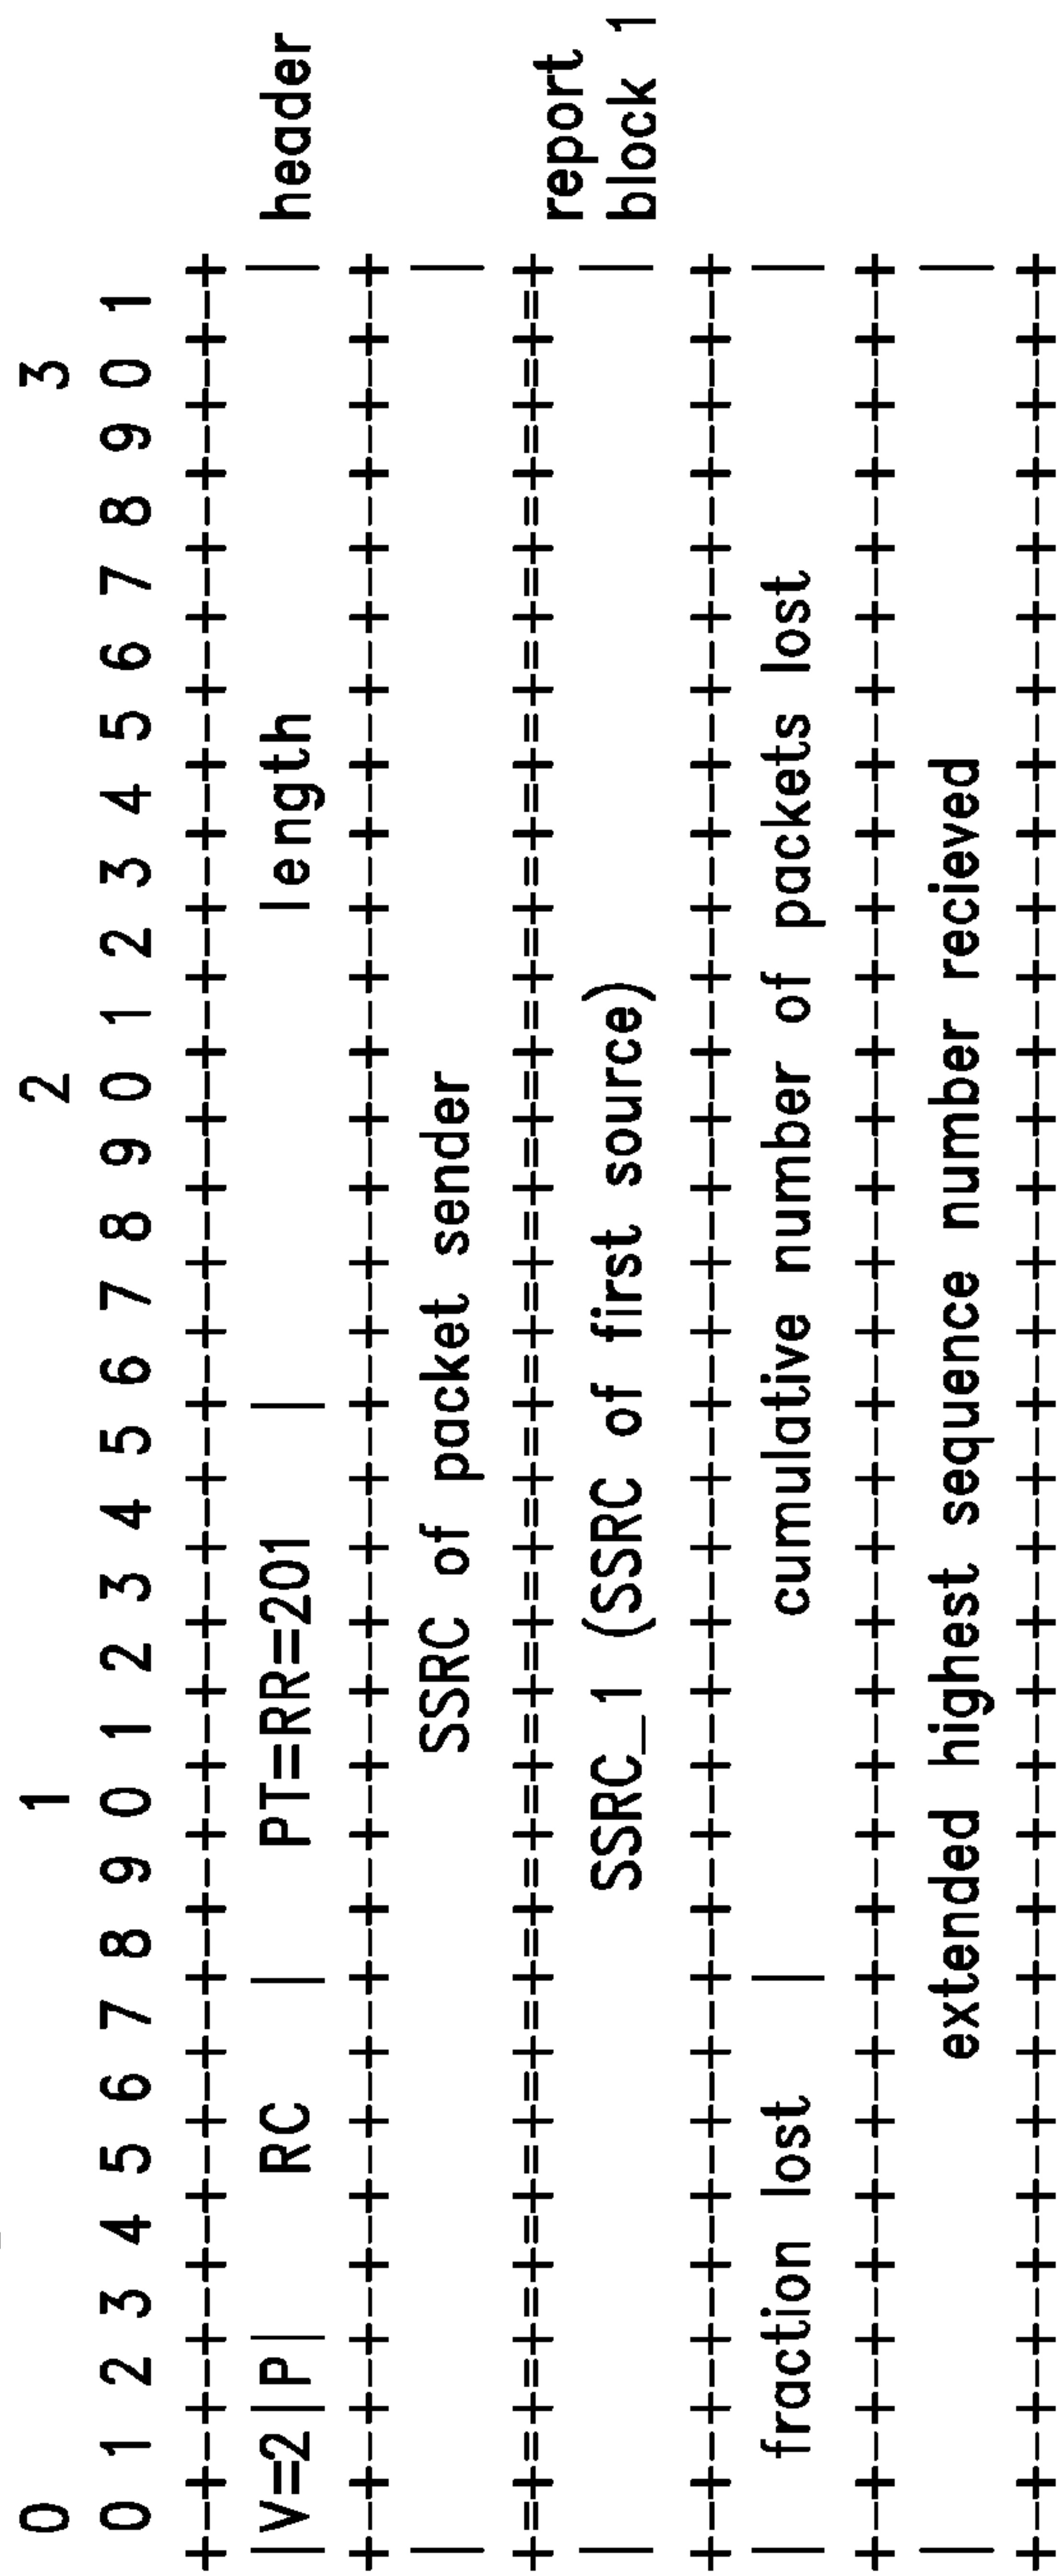 0                   1                   2                   3
0 1 2 3 4 5 6 7 8 9 0 1 2 3 4 5 6 7 8 9 0 1 2 3 4 5 6 7 8 9 0 1
+-+-+-+-+-+-+-+-+-+-+-+-+-+-+-+-+-+-+-+-+-+-+-+-+-+-+-+-+-+-+-+-+
|V=2|P|    RC   |   PT=RR=201   |             length            | header
+-+-+-+-+-+-+-+-+-+-+-+-+-+-+-+-+-+-+-+-+-+-+-+-+-+-+-+-+-+-+-+-+
|                     SSRC of packet sender                     |
+=+=+=+=+=+=+=+=+=+=+=+=+=+=+=+=+=+=+=+=+=+=+=+=+=+=+=+=+=+=+=+=+ report
|                 SSRC_1 (SSRC of first source)                 | block 1
+-+-+-+-+-+-+-+-+-+-+-+-+-+-+-+-+-+-+-+-+-+-+-+-+-+-+-+-+-+-+-+-+
| fraction lost |       cumulative number of packets lost       |
+-+-+-+-+-+-+-+-+-+-+-+-+-+-+-+-+-+-+-+-+-+-+-+-+-+-+-+-+-+-+-+-+
|           extended highest sequence number recieved           |
+-+-+-+-+-+-+-+-+-+-+-+-+-+-+-+-+-+-+-+-+-+-+-+-+-+-+-+-+-+-+-+-+